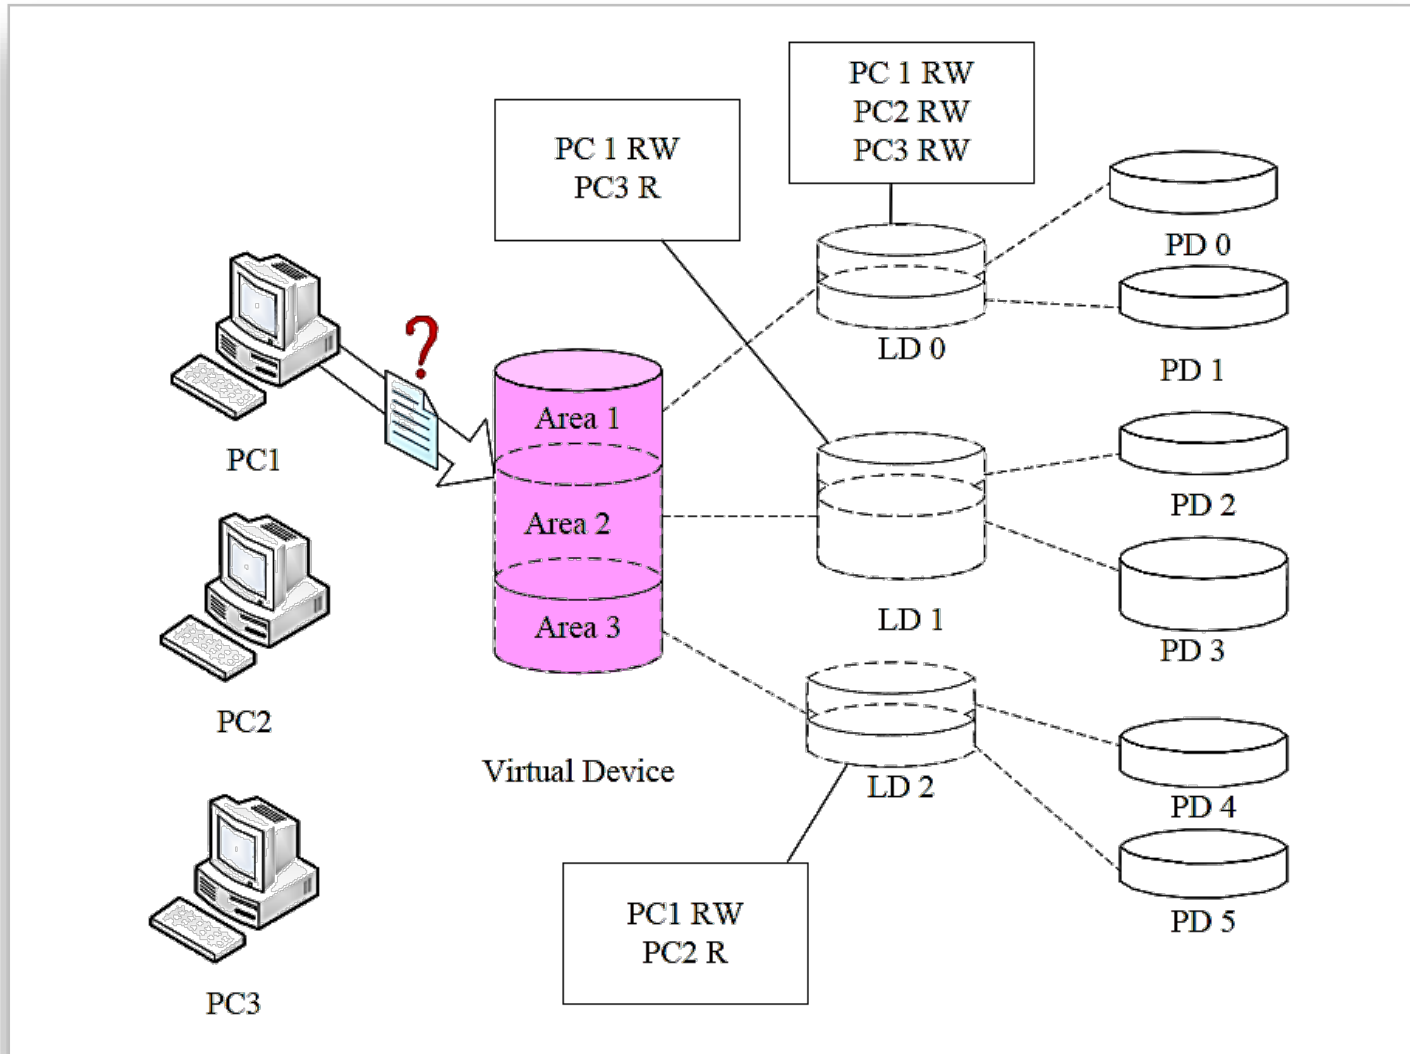 PC 1 RW
PC2 RW
PC3 RW
PC 1 RW
PC3 R
PD 0
LD 0
PD 1
?
Area 1
PC1
PD 2
Area 2
LD 1
Area 3
PD 3
PC2
Virtual Device
LD 2
PD 4
PC1 RW
PC2 R
PD 5
PC3